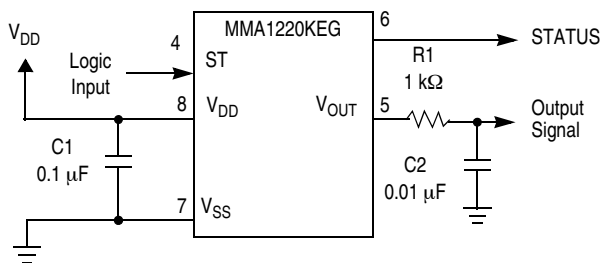 MMA1220KEG
6
V_DD
4
ST
STATUS
Logic
Input
R1
1 kΩ
8
V_DD
V_OUT
5
Output
Signal
C1
0.1 μF
C2
0.01 μF
7
V_SS